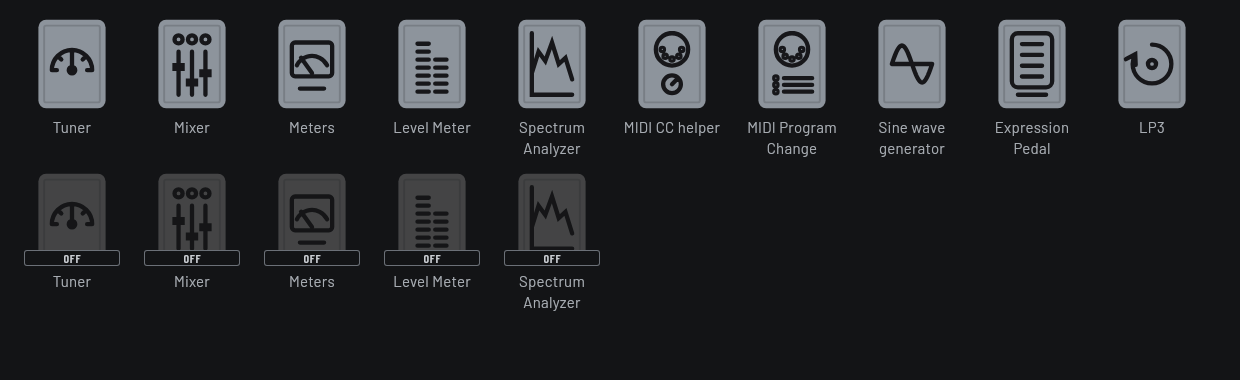 Tuner
Mixer
Meters
Level Meter
Spectrum
Analyzer
MIDI CC helper
MIDI Program
Change
Sine wave
generator
Expression
Pedal
LP3
OFF
OFF
OFF
OFF
OFF
Tuner
Mixer
Meters
Level Meter
Spectrum
Analyzer